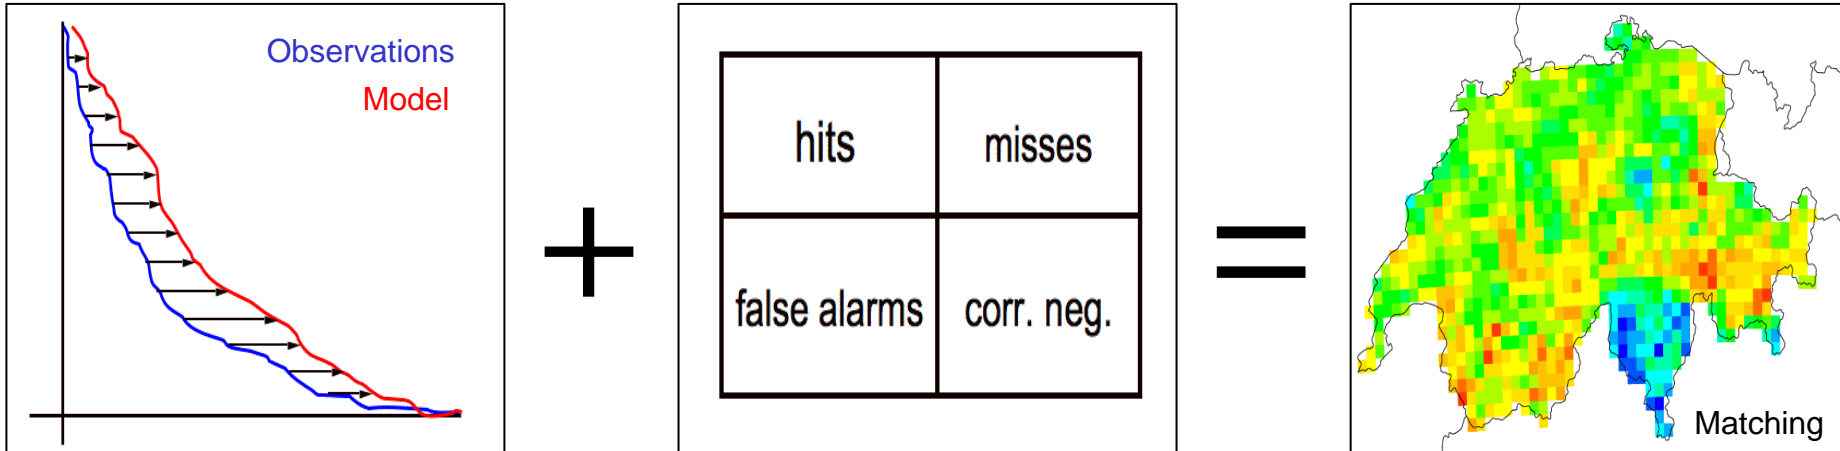 Observations
Model
hits
misses
false alarms
corr. neg.
Matching